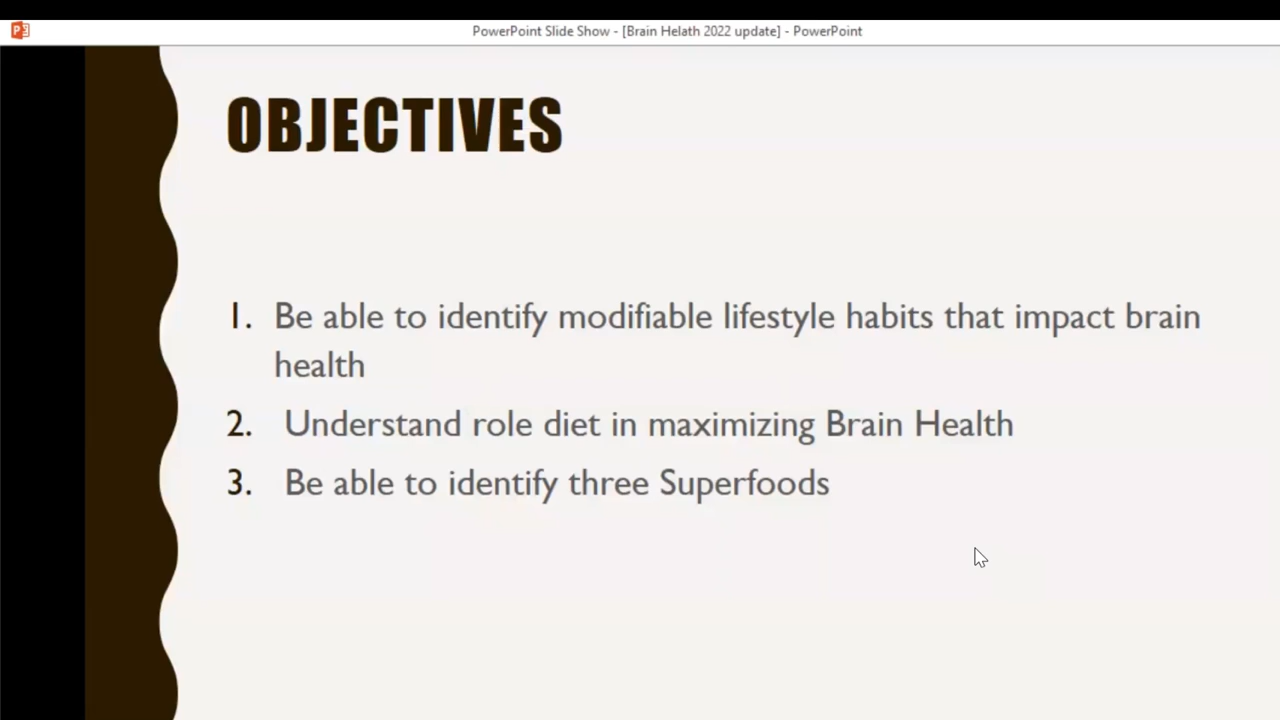 PowerPoint Slide Show - [Brain Helath 2022 update] - PowerPoint
OBJECTIVES
1. Be able to identify modifiable lifestyle habits that impact brain
health
2. Understand role diet in maximizing Brain Health
3. Be able to identify three Superfoods